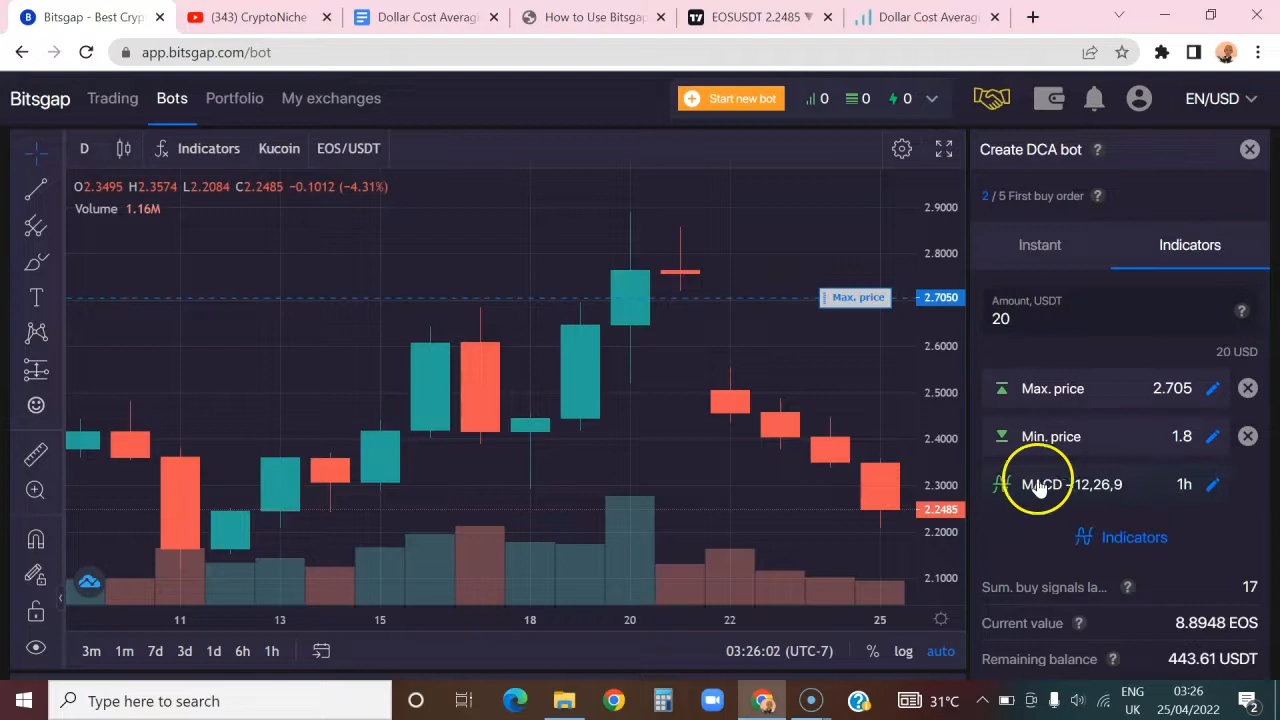 Bitsgap - Best Cryp
(343) CryptoNiche
Dollar Cost Averagi
How to Use Bitsgap
EOSUSDT 2.2485 ▼
Dollar Cost Averagi
app.bitsgap.com/bot
Bitsgap Trading Bots Portfolio My exchanges
Start new bot
0 0 0
EN/USD
D Indicators Kucoin EOS/USDT
O2.3495 H2.3574 L2.2084 C2.2485 −0.1012 (−4.31%)
Volume 1.16M
2.9000
2.8000
Max. price 2.7050
2.6000
2.5000
2.4000
2.3000
2.2485
2.2000
2.1000
11 13 15 18 20 22 25
3m 1m 7d 3d 1d 6h 1h
03:26:02 (UTC-7) % log auto
Create DCA bot ?
2 / 5 First buy order ?
Instant Indicators
Amount, USDT
20 ?
20 USD
Max. price 2.705
Min. price 1.8
MACD - 12,26,9 1h
Indicators
Sum. buy signals la... ? 17
Current value ? 8.8948 EOS
Remaining balance ? 443.61 USDT
Type here to search
31°C
ENG
UK
03:26
25/04/2022
2